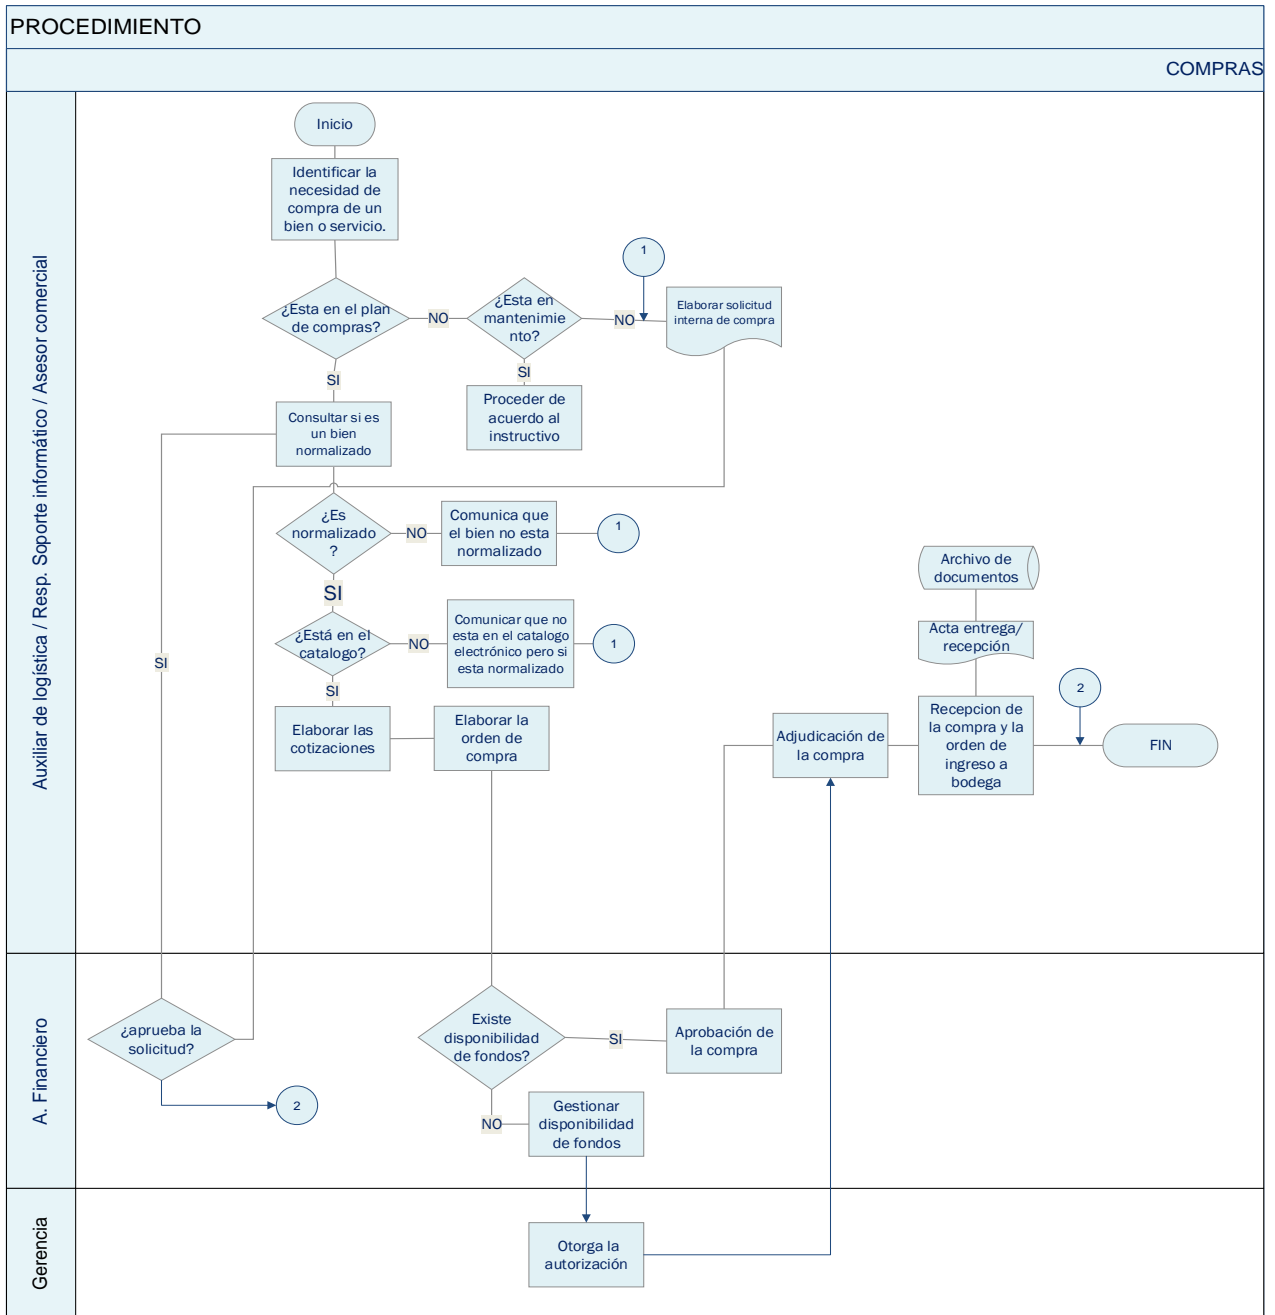 PROCEDIMIENTO
COMPRAS
Auxiliar de logística / Resp. Soporte informático / Asesor comercial
Inicio
Identificar la
necesidad de
compra de un
bien o servicio.
¿Esta en el plan
de compras?
NO
¿Esta en
mantenimie
nto?
NO
1
Elaborar solicitud
interna de compra
SI
SI
Proceder de
acuerdo al
instructivo
Consultar si es
un bien
normalizado
¿Es
normalizado
?
NO
Comunica que
el bien no esta
normalizado
1
SI
¿Está en el
catalogo?
NO
Comunicar que no
esta en el catalogo
electrónico pero si
esta normalizado
1
SI
SI
Elaborar las
cotizaciones
Elaborar la
orden de
compra
Adjudicación de
la compra
Archivo de
documentos
Acta entrega/
recepción
Recepcion de
la compra y la
orden de
ingreso a
bodega
2
FIN
A. Financiero
¿aprueba la
solicitud?
2
Existe
disponibilidad
de fondos?
SI
Aprobación de
la compra
NO
Gestionar
disponibilidad
de fondos
Gerencia
Otorga la
autorización